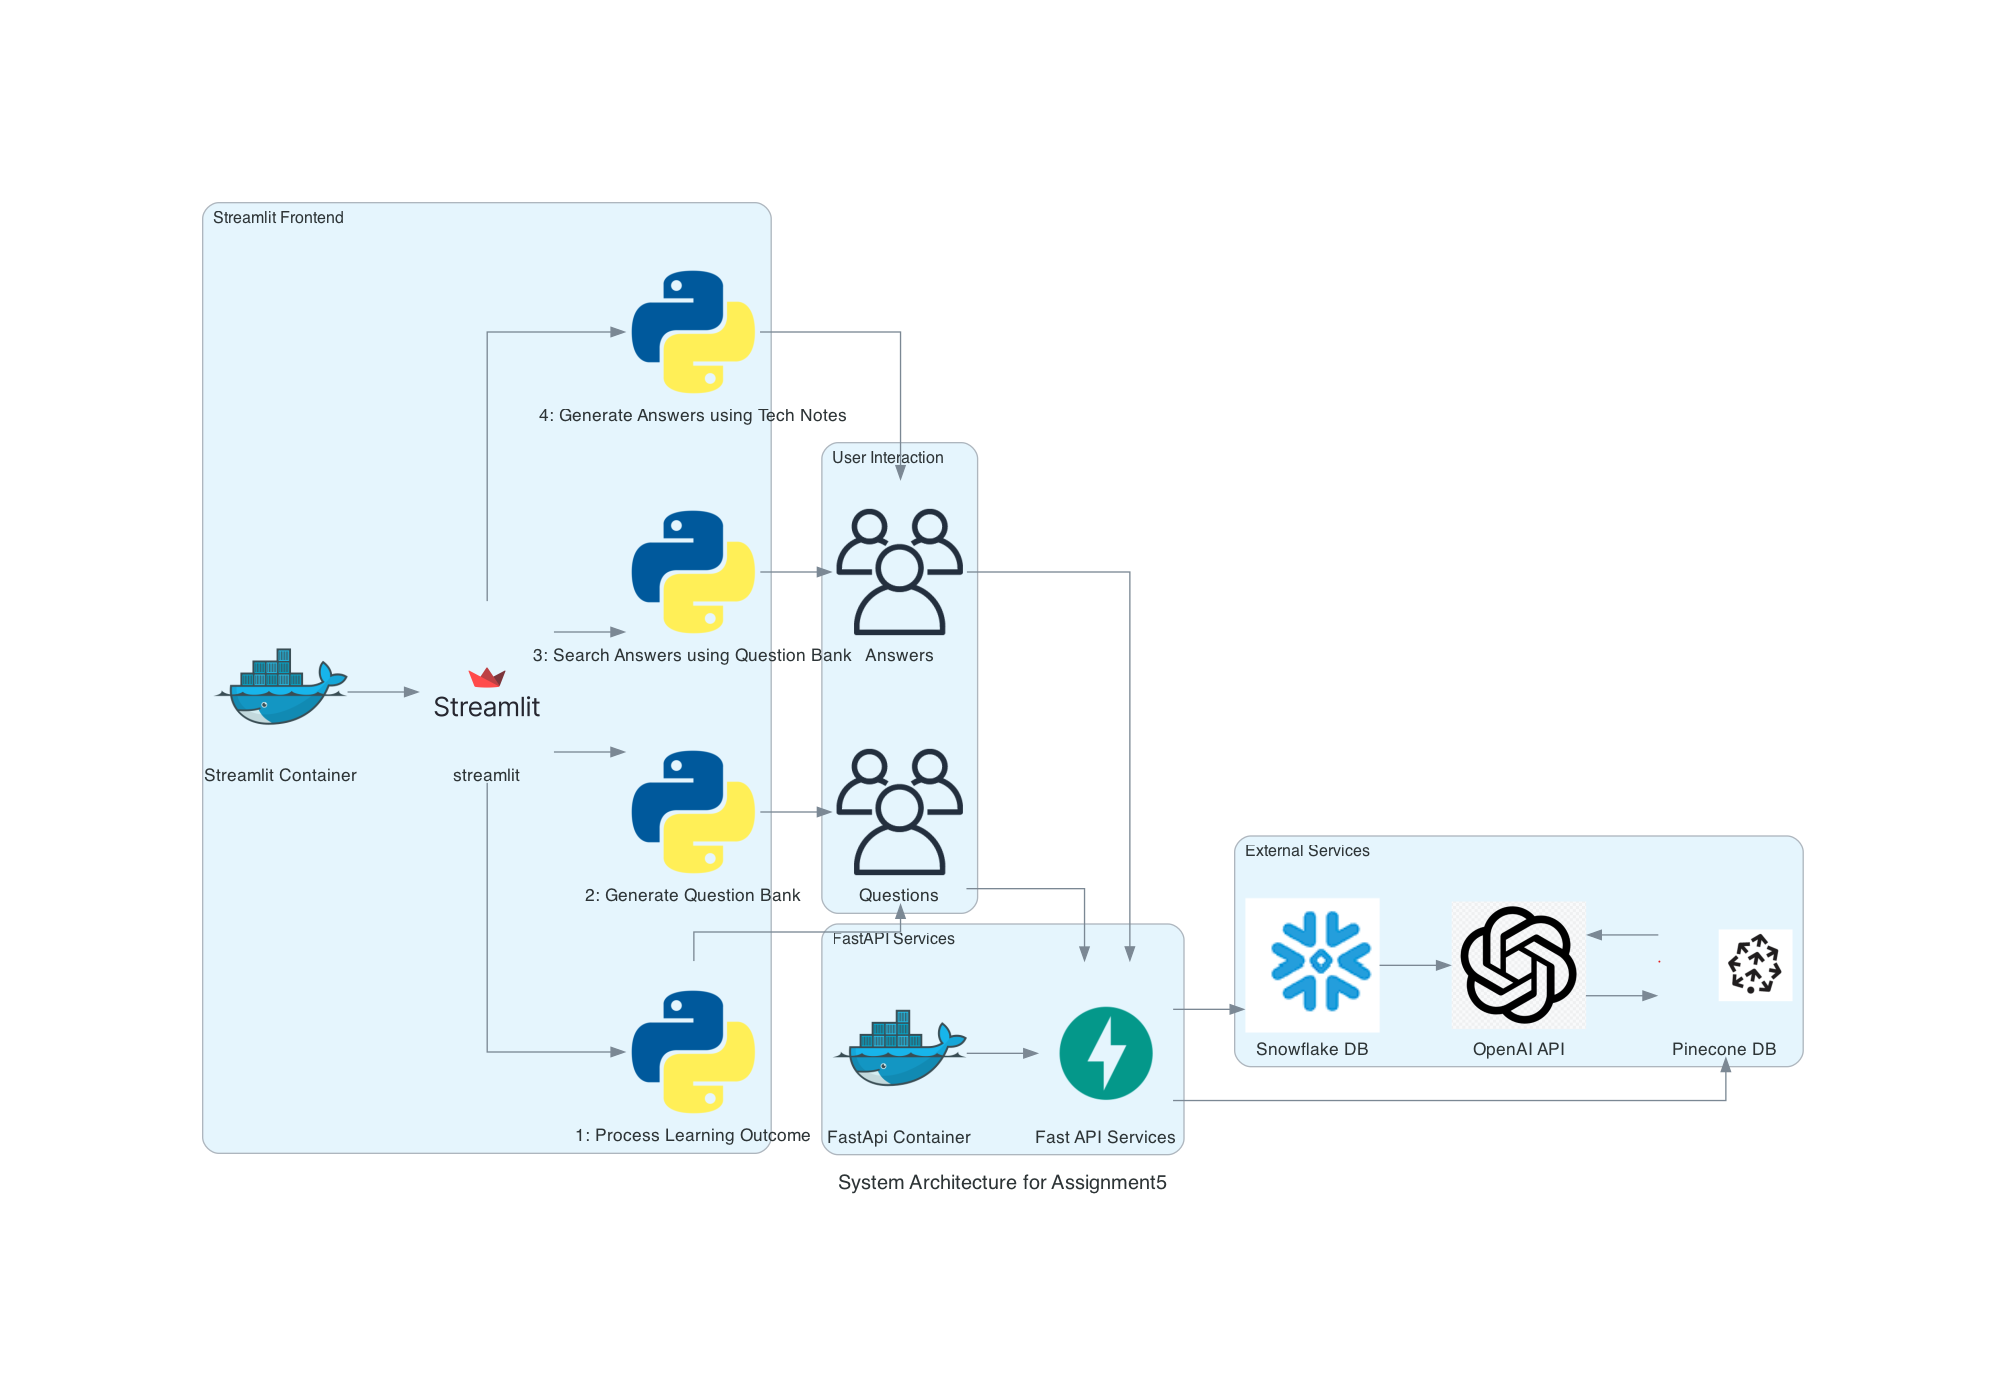 Streamlit Frontend
4: Generate Answers using Tech Notes
User Interaction
3: Search Answers using Question Bank
Answers
Streamlit
Streamlit Container
streamlit
2: Generate Question Bank
Questions
External Services
FastAPI Services
Snowflake DB
OpenAI API
Pinecone DB
1: Process Learning Outcome
FastApi Container
Fast API Services
System Architecture for Assignment5